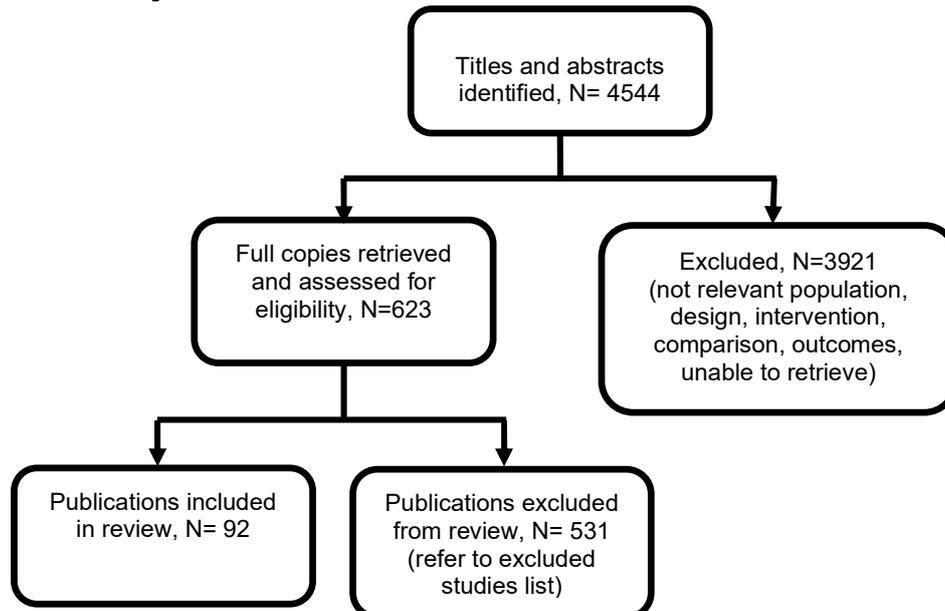 Titles and abstracts
identified, N= 4544
Full copies retrieved
and assessed for
eligibility, N=623
Excluded, N=3921
(not relevant population,
design, intervention,
comparison, outcomes,
unable to retrieve)
Publications included
in review, N= 92
Publications excluded
from review, N= 531
(refer to excluded
studies list)